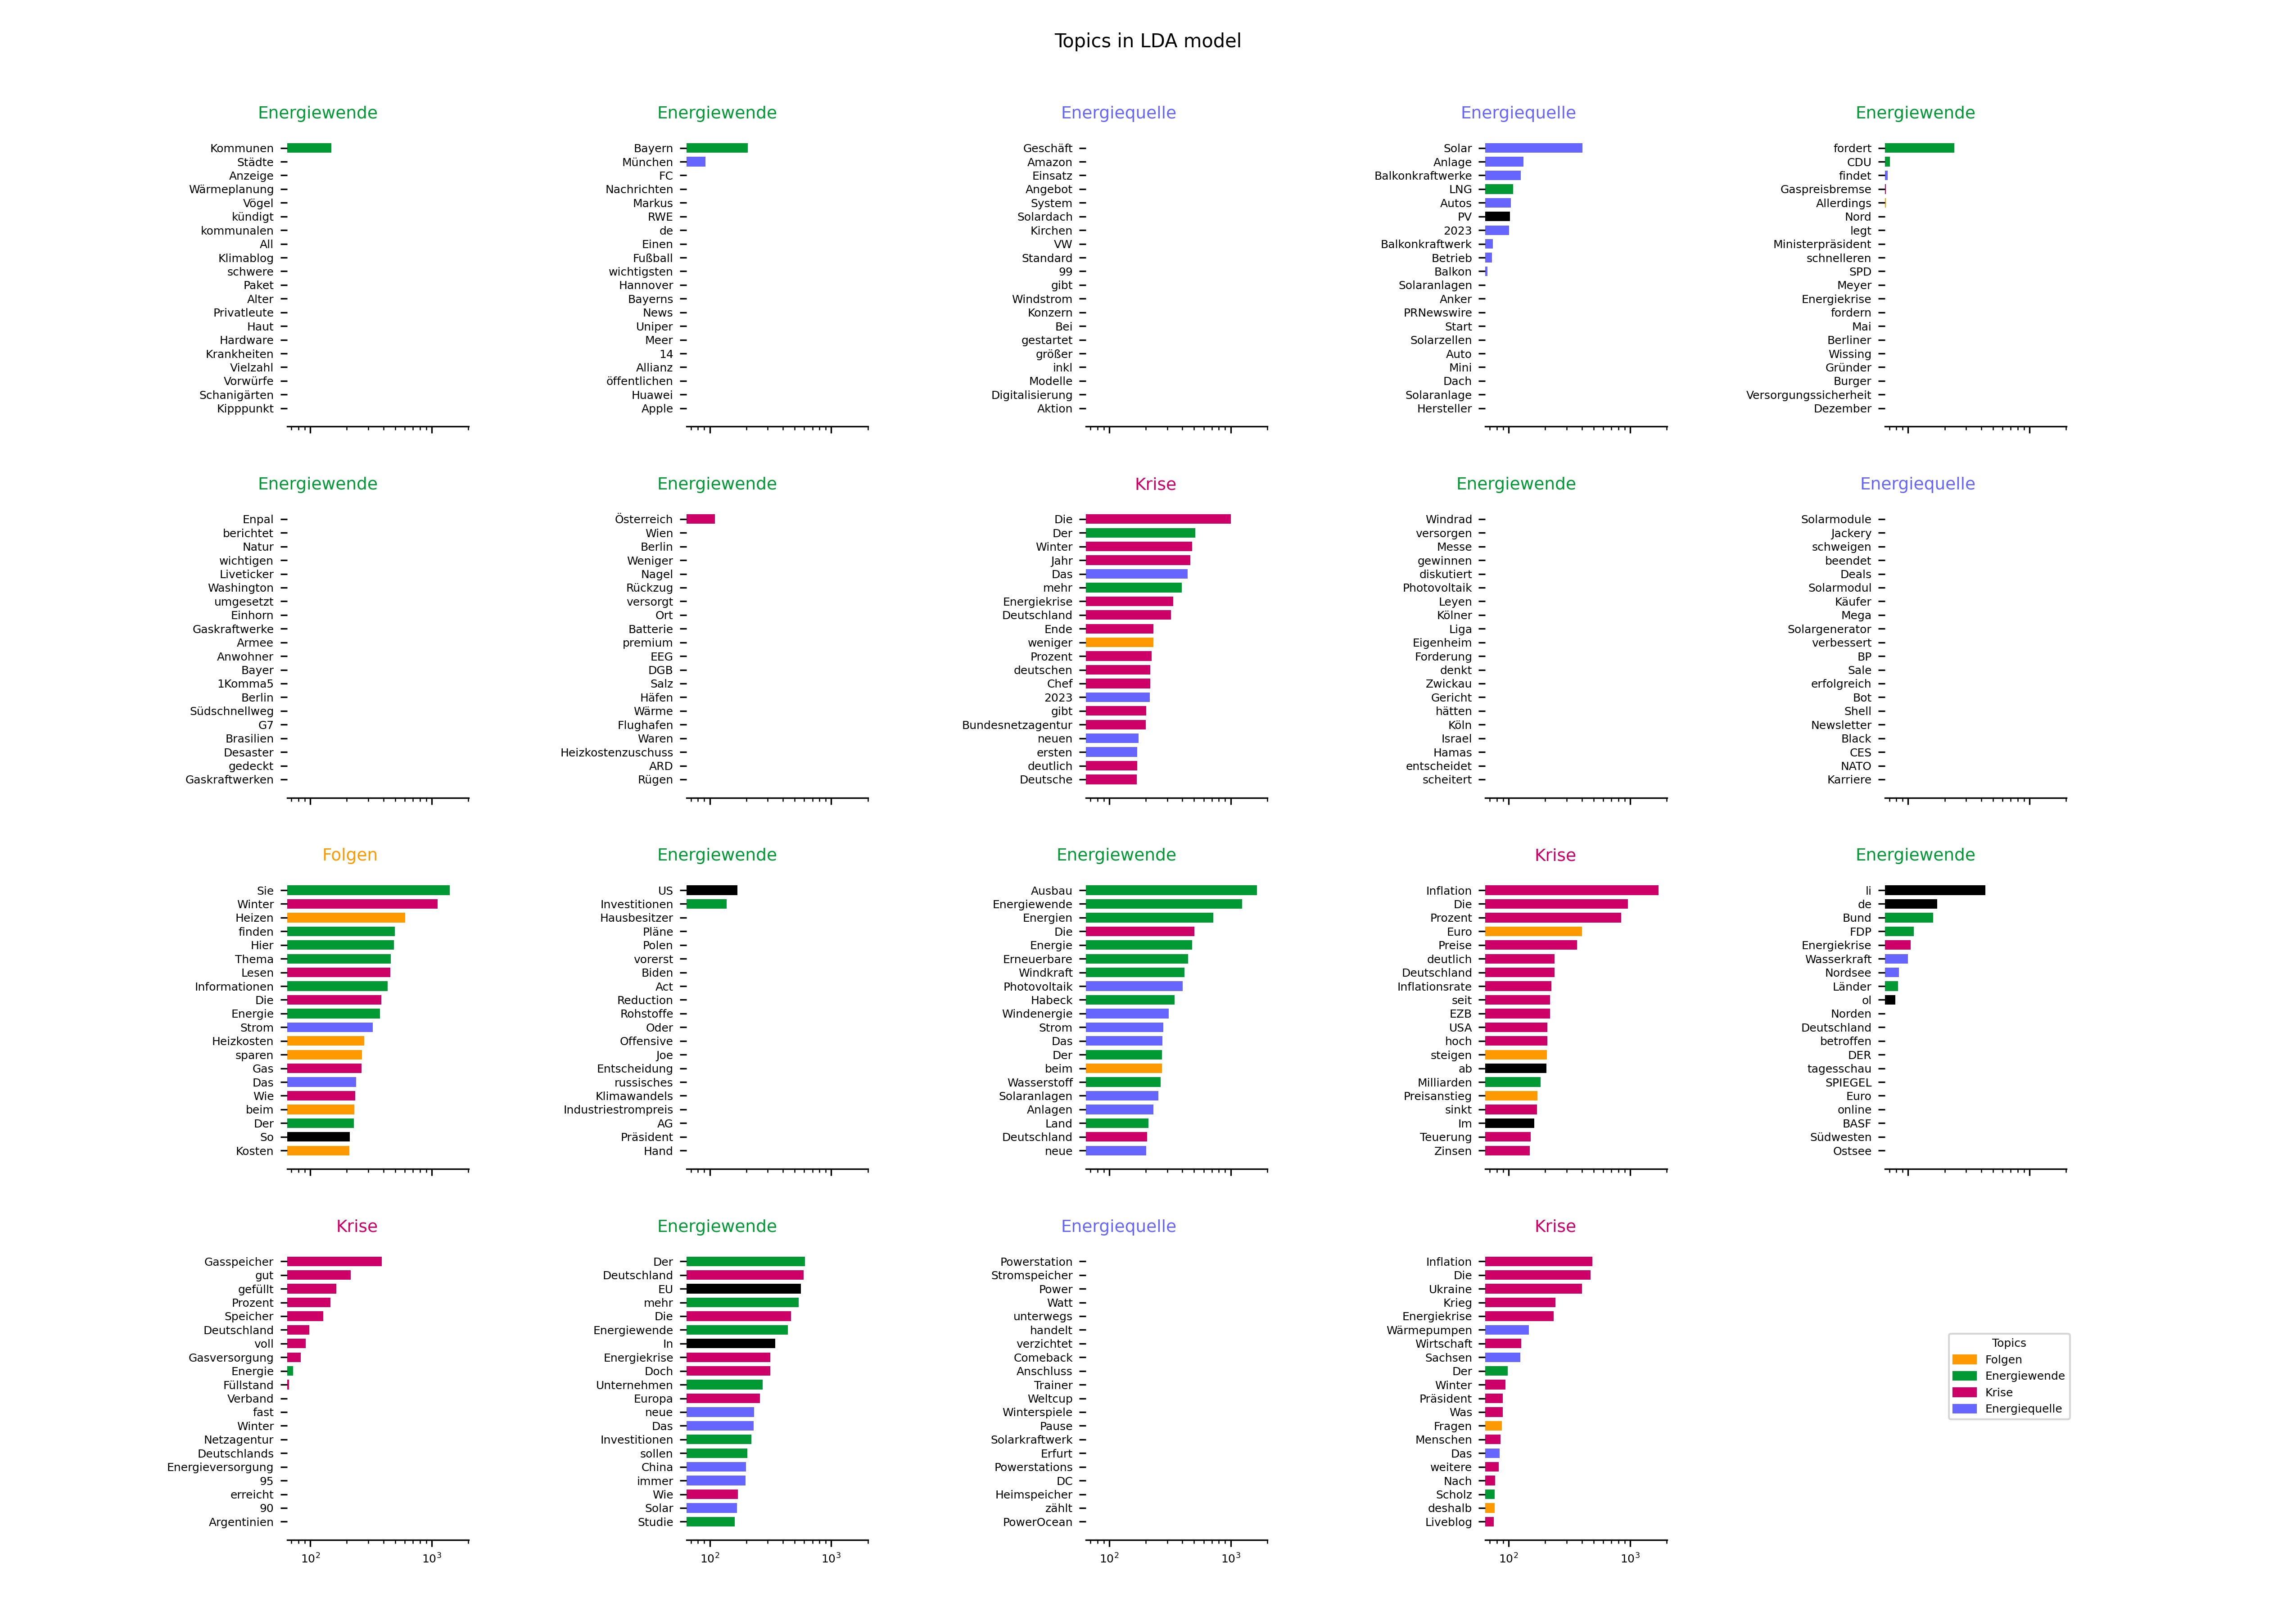 Topics in LDA model
Energiewende
Kommunen
Städte
Anzeige
Wärmeplanung
Vögel
kündigt
kommunalen
All
Klimablog
schwere
Paket
Alter
Privatleute
Haut
Hardware
Krankheiten
Vielzahl
Vorwürfe
Schanigärten
Kipppunkt
Energiewende
Bayern
München
FC
Nachrichten
Markus
RWE
de
Einen
Fußball
wichtigsten
Hannover
Bayerns
News
Uniper
Meer
14
Allianz
öffentlichen
Huawei
Apple
Energiequelle
Geschäft
Amazon
Einsatz
Angebot
System
Solardach
Kirchen
VW
Standard
99
gibt
Windstrom
Konzern
Bei
gestartet
größer
inkl
Modelle
Digitalisierung
Aktion
Energiequelle
Solar
Anlage
Balkonkraftwerke
LNG
Autos
PV
2023
Balkonkraftwerk
Betrieb
Balkon
Solaranlagen
Anker
PRNewswire
Start
Solarzellen
Auto
Mini
Dach
Solaranlage
Hersteller
Energiewende
fordert
CDU
findet
Gaspreisbremse
Allerdings
Nord
legt
Ministerpräsident
schnelleren
SPD
Meyer
Energiekrise
fordern
Mai
Berliner
Wissing
Gründer
Burger
Versorgungssicherheit
Dezember
Energiewende
Enpal
berichtet
Natur
wichtigen
Liveticker
Washington
umgesetzt
Einhorn
Gaskraftwerke
Armee
Anwohner
Bayer
1Komma5
Berlin
Südschnellweg
G7
Brasilien
Desaster
gedeckt
Gaskraftwerken
Energiewende
Österreich
Wien
Berlin
Weniger
Nagel
Rückzug
versorgt
Ort
Batterie
premium
EEG
DGB
Salz
Häfen
Wärme
Flughafen
Waren
Heizkostenzuschuss
ARD
Rügen
Krise
Die
Der
Winter
Jahr
Das
mehr
Energiekrise
Deutschland
Ende
weniger
Prozent
deutschen
Chef
2023
gibt
Bundesnetzagentur
neuen
ersten
deutlich
Deutsche
Energiewende
Windrad
versorgen
Messe
gewinnen
diskutiert
Photovoltaik
Leyen
Kölner
Liga
Eigenheim
Forderung
denkt
Zwickau
Gericht
hätten
Köln
Israel
Hamas
entscheidet
scheitert
Energiequelle
Solarmodule
Jackery
schweigen
beendet
Deals
Solarmodul
Käufer
Mega
Solargenerator
verbessert
BP
Sale
erfolgreich
Bot
Shell
Newsletter
Black
CES
NATO
Karriere
Folgen
Sie
Winter
Heizen
finden
Hier
Thema
Lesen
Informationen
Die
Energie
Strom
Heizkosten
sparen
Gas
Das
Wie
beim
Der
So
Kosten
Energiewende
US
Investitionen
Hausbesitzer
Pläne
Polen
vorerst
Biden
Act
Reduction
Rohstoffe
Oder
Offensive
Joe
Entscheidung
russisches
Klimawandels
Industriestrompreis
AG
Präsident
Hand
Energiewende
Ausbau
Energiewende
Energien
Die
Energie
Erneuerbare
Windkraft
Photovoltaik
Habeck
Windenergie
Strom
Das
Der
beim
Wasserstoff
Solaranlagen
Anlagen
Land
Deutschland
neue
Krise
Inflation
Die
Prozent
Euro
Preise
deutlich
Deutschland
Inflationsrate
seit
EZB
USA
hoch
steigen
ab
Milliarden
Preisanstieg
sinkt
Im
Teuerung
Zinsen
Energiewende
li
de
Bund
FDP
Energiekrise
Wasserkraft
Nordsee
Länder
ol
Norden
Deutschland
betroffen
DER
tagesschau
SPIEGEL
Euro
online
BASF
Südwesten
Ostsee
Krise
Gasspeicher
gut
gefüllt
Prozent
Speicher
Deutschland
voll
Gasversorgung
Energie
Füllstand
Verband
fast
Winter
Netzagentur
Deutschlands
Energieversorgung
95
erreicht
90
Argentinien
10² 10³
Energiewende
Der
Deutschland
EU
mehr
Die
Energiewende
In
Energiekrise
Doch
Unternehmen
Europa
neue
Das
Investitionen
sollen
China
immer
Wie
Solar
Studie
10² 10³
Energiequelle
Powerstation
Stromspeicher
Power
Watt
unterwegs
handelt
verzichtet
Comeback
Anschluss
Trainer
Weltcup
Winterspiele
Pause
Solarkraftwerk
Erfurt
Powerstations
DC
Heimspeicher
zählt
PowerOcean
10² 10³
Krise
Inflation
Die
Ukraine
Krieg
Energiekrise
Wärmepumpen
Wirtschaft
Sachsen
Der
Winter
Präsident
Was
Fragen
Menschen
Das
weitere
Nach
Scholz
deshalb
Liveblog
10² 10³
Topics
Folgen
Energiewende
Krise
Energiequelle